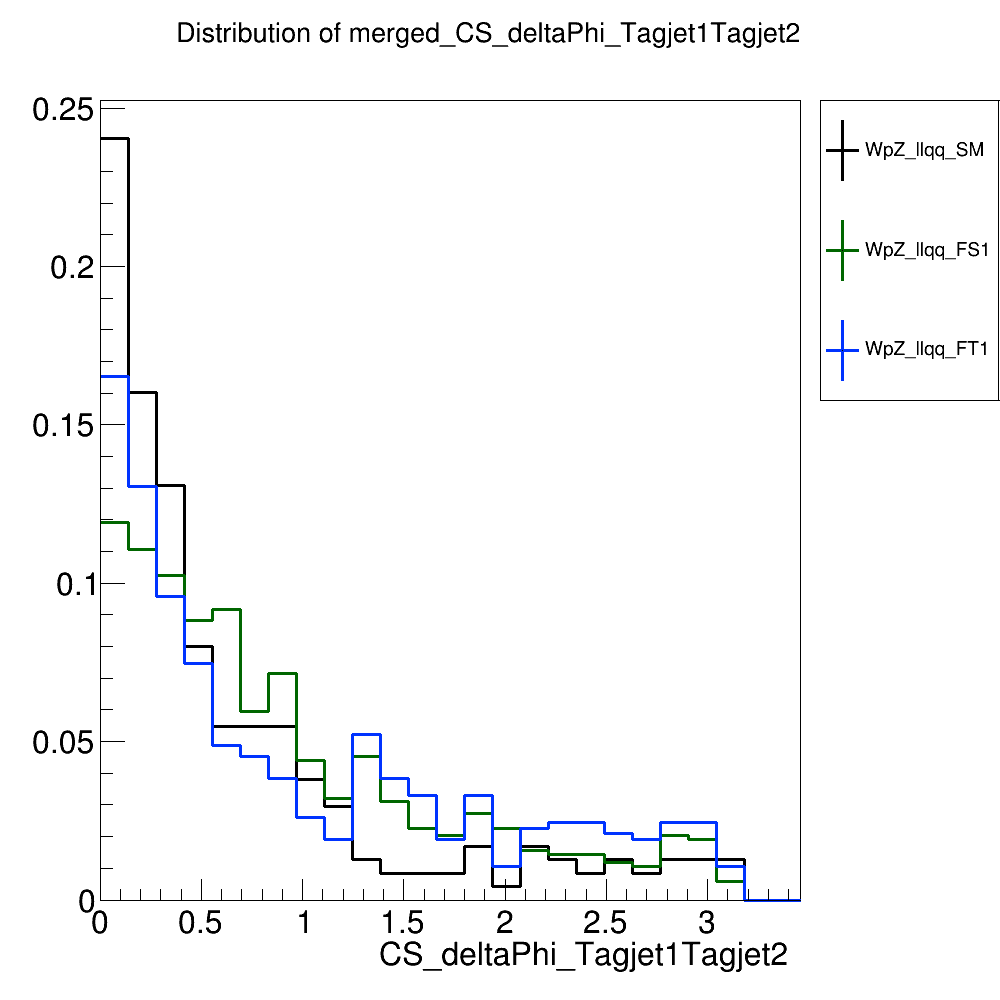 Distribution of merged_CS_deltaPhi_Tagjet1Tagjet2
0.25
0.2
0.15
0.1
0.05
0
0 0.5 1 1.5 2 2.5 3
CS_deltaPhi_Tagjet1Tagjet2
WpZ_llqq_SM
WpZ_llqq_FS1
WpZ_llqq_FT1